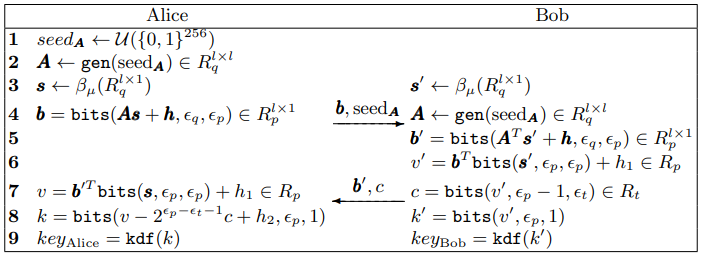 Alice Bob
1 seed_𝑨 ← 𝒰({0, 1}^256)
2 𝑨 ← gen(seed_𝑨) ∈ R_q^{l×l}
3 𝒔 ← β_μ(R_q^{l×1}) 𝒔′ ← β_μ(R_q^{l×1})
4 𝒃 = bits(𝑨𝒔 + 𝒉, ϵ_q, ϵ_p) ∈ R_p^{l×1} 𝒃, seed_𝑨 → 𝑨 ← gen(seed_𝑨) ∈ R_q^{l×l}
5 𝒃′ = bits(𝑨^T 𝒔′ + 𝒉, ϵ_q, ϵ_p) ∈ R_p^{l×1}
6 v′ = 𝒃^T bits(𝒔′, ϵ_p, ϵ_p) + h_1 ∈ R_p
7 v = 𝒃′^T bits(𝒔, ϵ_p, ϵ_p) + h_1 ∈ R_p 𝒃′, c ← c = bits(v′, ϵ_p − 1, ϵ_t) ∈ R_t
8 k = bits(v − 2^{ϵ_p−ϵ_t−1} c + h_2, ϵ_p, 1) k′ = bits(v′, ϵ_p, 1)
9 key_Alice = kdf(k) key_Bob = kdf(k′)